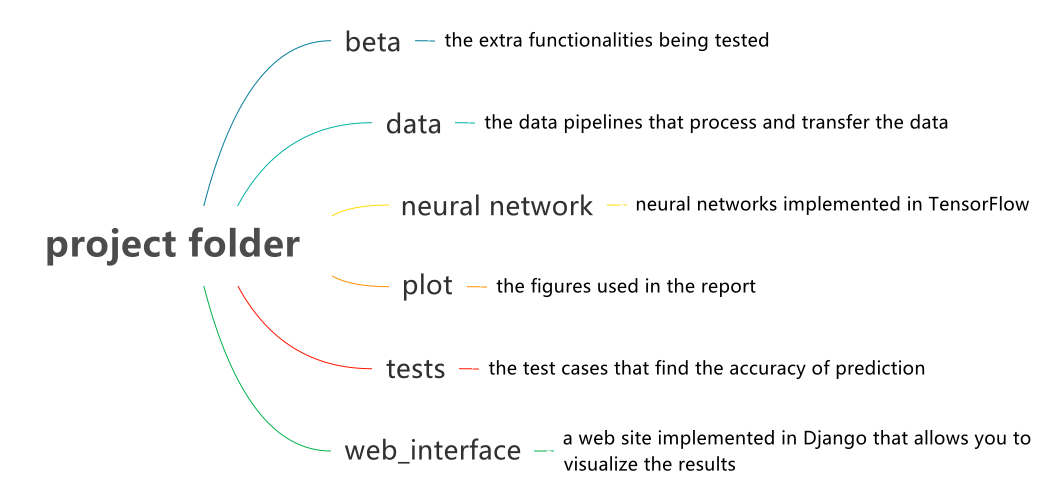 beta
the extra functionalities being tested
data
the data pipelines that process and transfer the data
neural network
neural networks implemented in TensorFlow
project folder
plot
the figures used in the report
tests
the test cases that find the accuracy of prediction
web_interface
a web site implemented in Django that allows you to
visualize the results